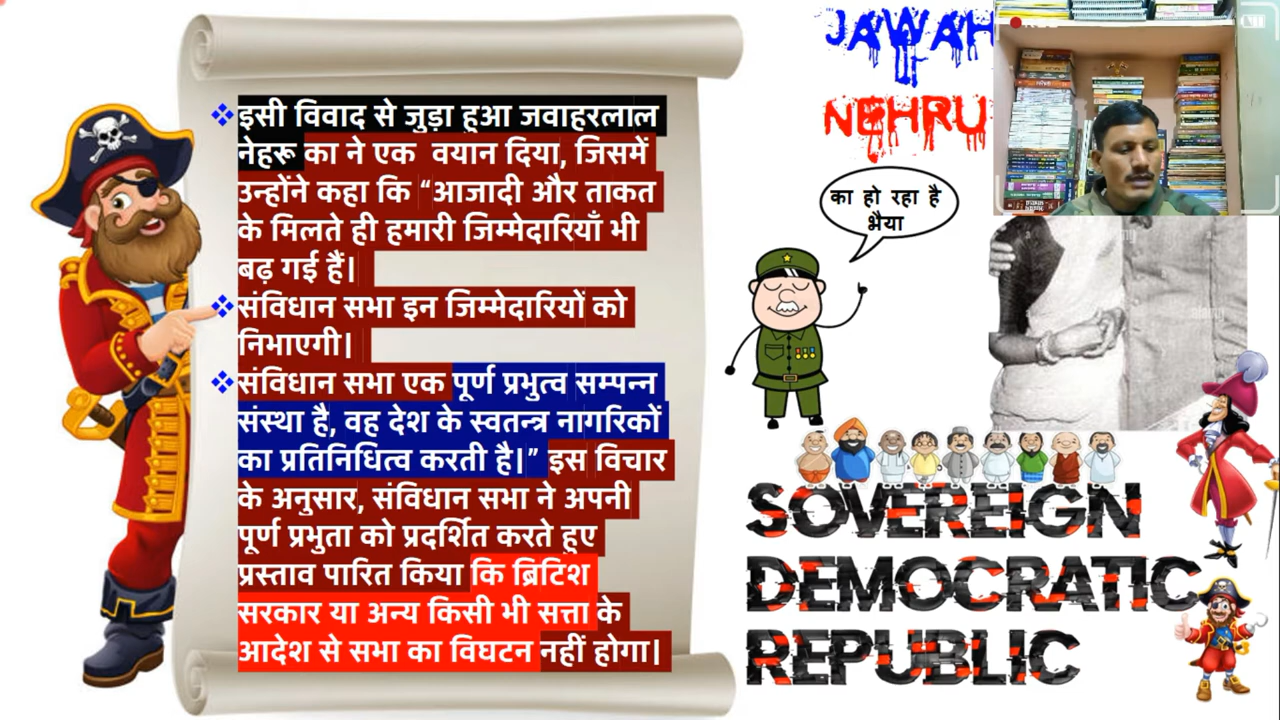 इसी विवाद से जुड़ा हुआ जवाहरलाल
नेहरू का ने एक वयान दिया, जिसमें
उन्होंने कहा कि “आजादी और ताकत
के मिलते ही हमारी जिम्मेदारियाँ भी
बढ़ गई हैं।
संविधान सभा इन जिम्मेदारियों को
निभाएगी।
संविधान सभा एक पूर्ण प्रभुत्व सम्पन्न
संस्था है, वह देश के स्वतन्त्र नागरिकों
का प्रतिनिधित्व करती है।” इस विचार
के अनुसार, संविधान सभा ने अपनी
पूर्ण प्रभुता को प्रदर्शित करते हुए
प्रस्ताव पारित किया कि ब्रिटिश
सरकार या अन्य किसी भी सत्ता के
आदेश से सभा का विघटन नहीं होगा।
JAWAH
NEHRU
का हो रहा है
भैया
SOVEREIGN
DEMOCRATIC
REPUBLIC